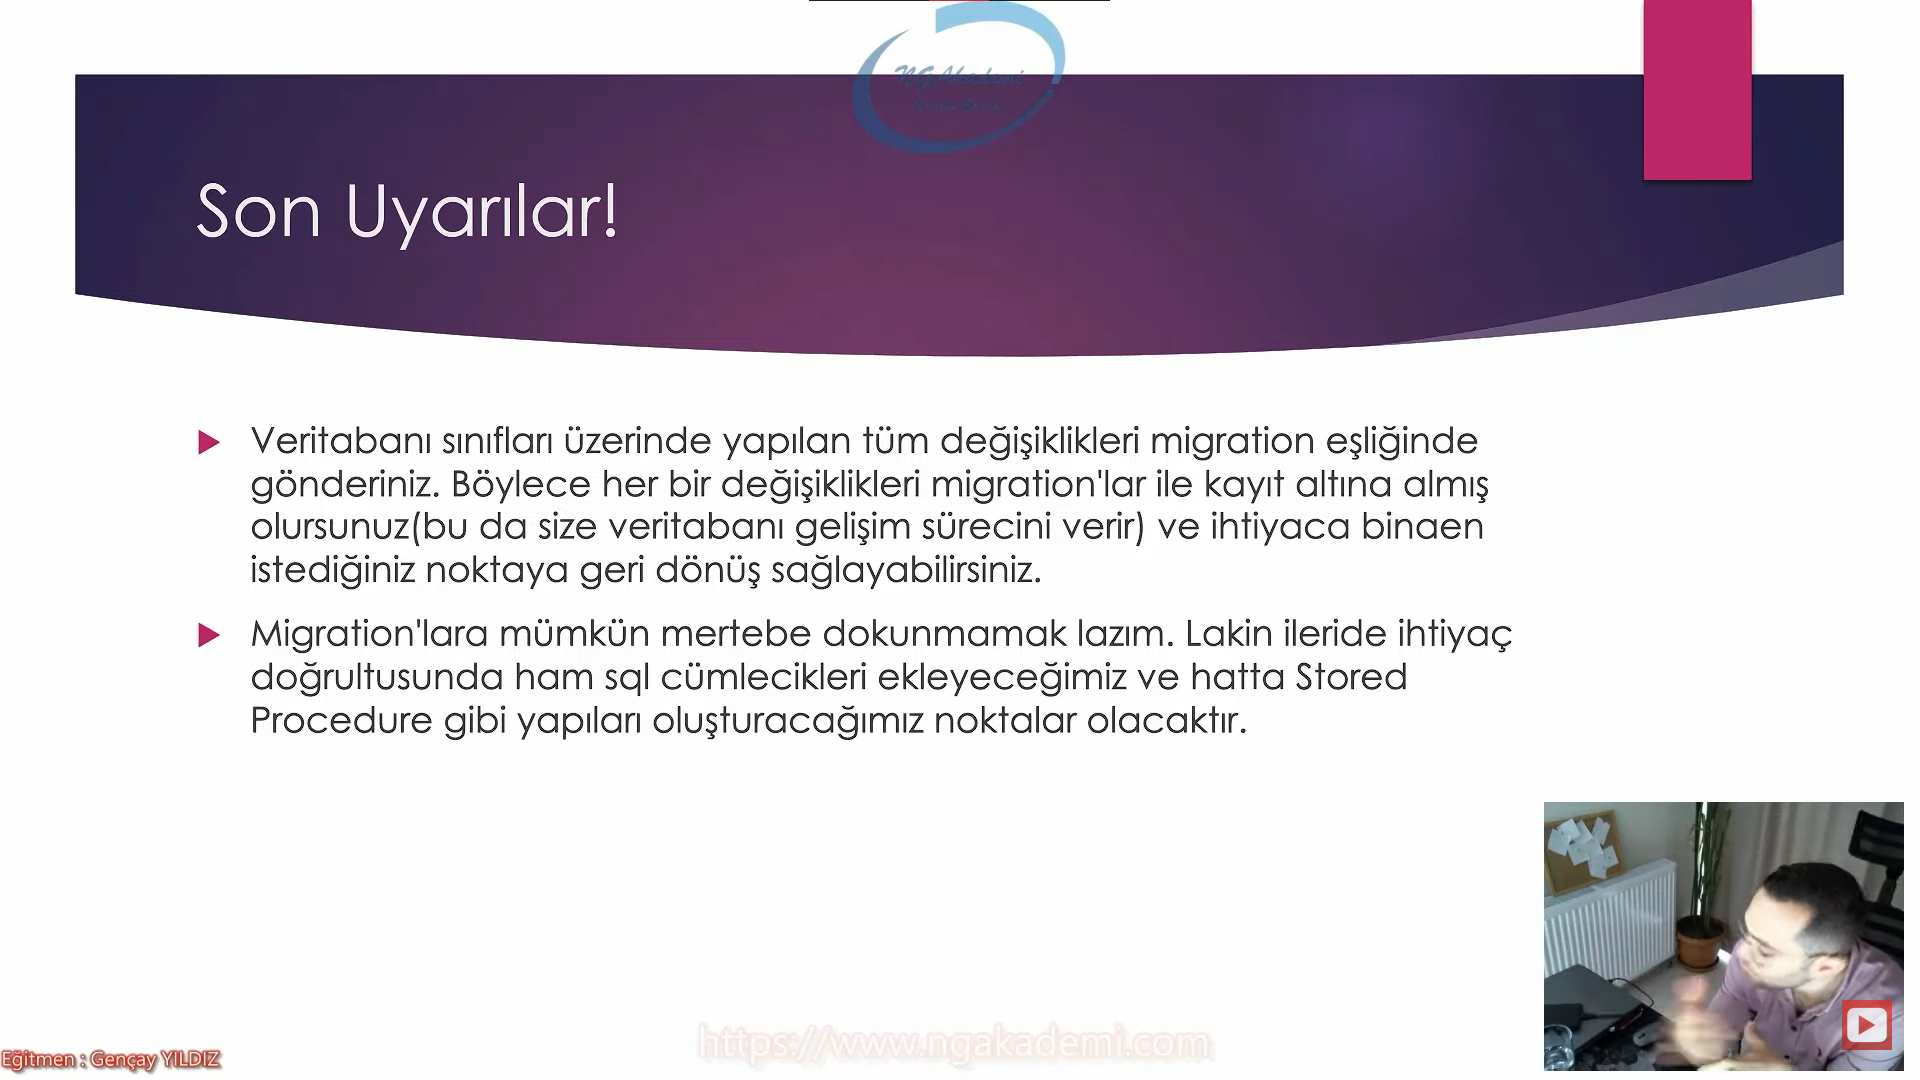 NGAkademi
Son Uyarılar!
Veritabanı sınıfları üzerinde yapılan tüm değişiklikleri migration eşliğinde
gönderiniz. Böylece her bir değişiklikleri migration'lar ile kayıt altına almış
olursunuz(bu da size veritabanı gelişim sürecini verir) ve ihtiyaca binaen
istediğiniz noktaya geri dönüş sağlayabilirsiniz.
Migration'lara mümkün mertebe dokunmamak lazım. Lakin ileride ihtiyaç
doğrultusunda ham sql cümlecikleri ekleyeceğimiz ve hatta Stored
Procedure gibi yapıları oluşturacağımız noktalar olacaktır.
https://www.ngakademi.com
Eğitmen : Gençay YILDIZ